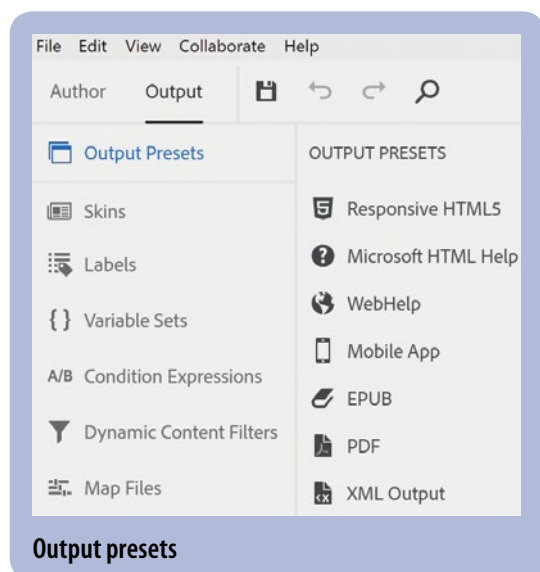 File Edit View Collaborate Help
Author Output
Output Presets
Skins
Labels
{ } Variable Sets
A/B Condition Expressions
Dynamic Content Filters
Map Files
OUTPUT PRESETS
Responsive HTML5
Microsoft HTML Help
WebHelp
Mobile App
EPUB
PDF
XML Output
Output presets